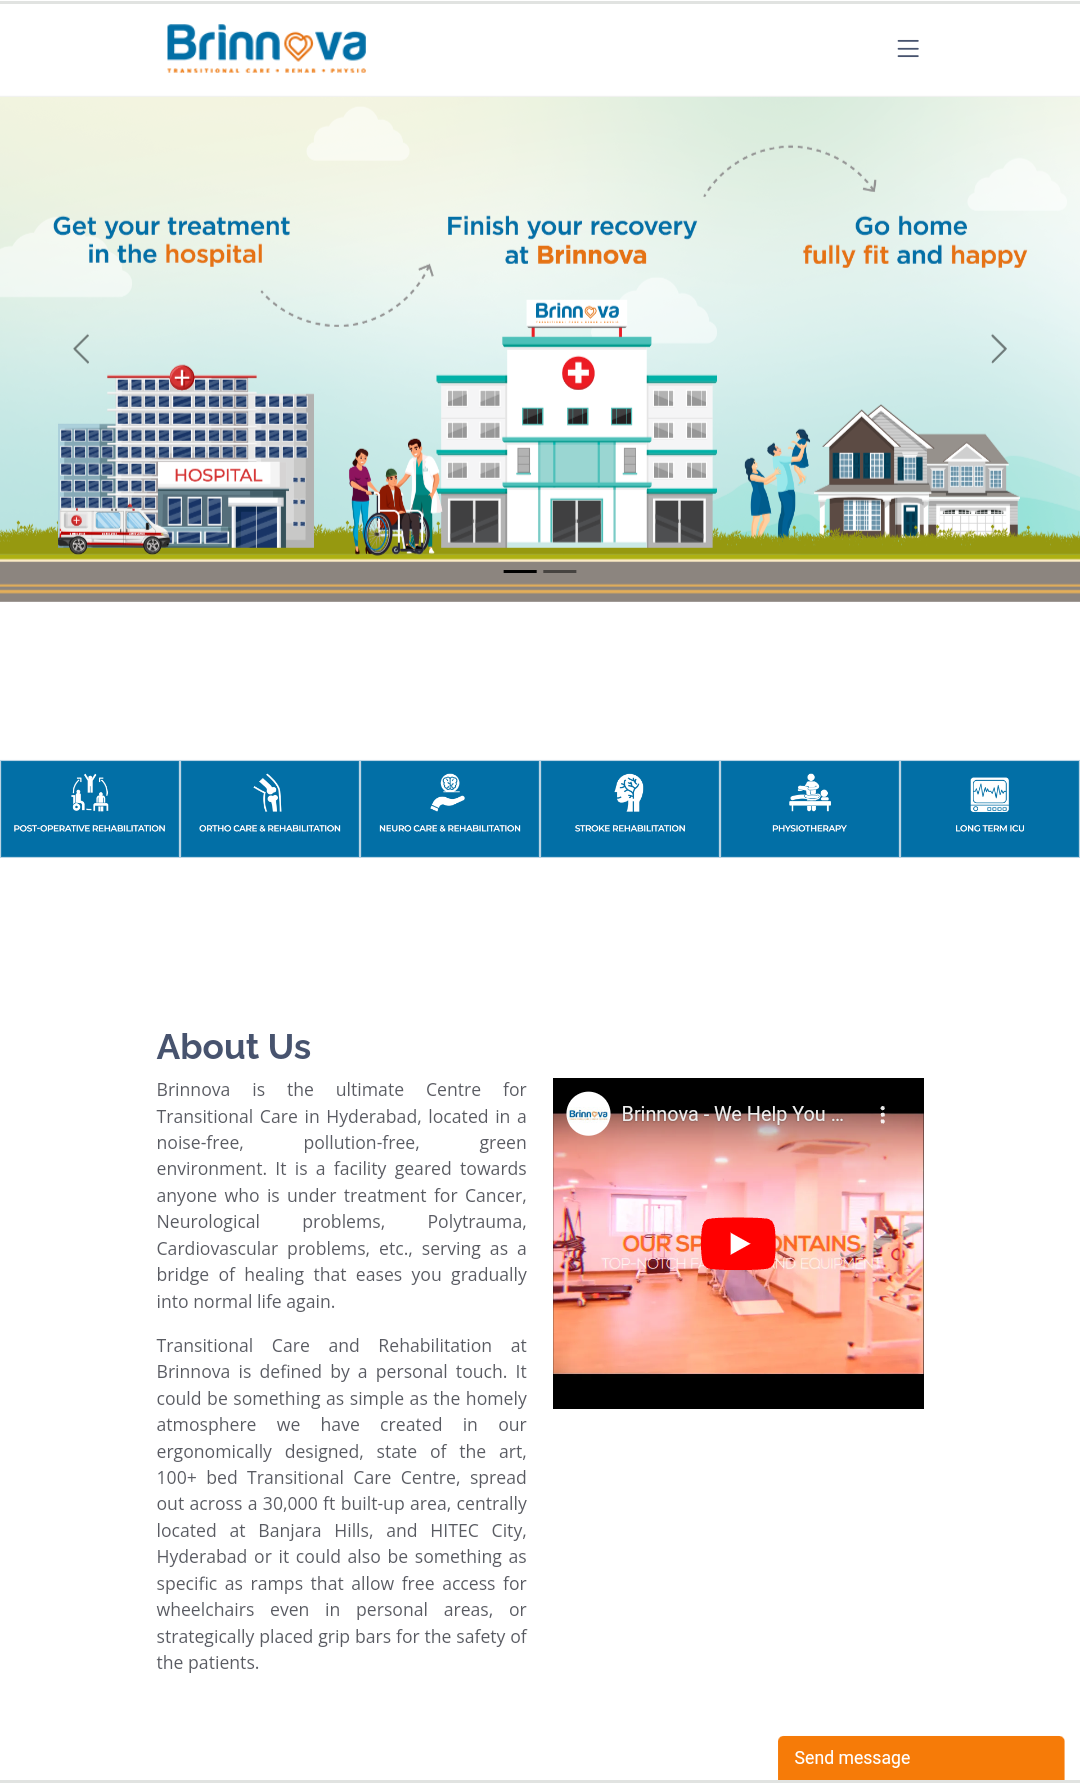 Brinnova
TRANSITIONAL CARE • REHAB • PHYSIO
Get your treatment
in the hospital
Finish your recovery
at Brinnova
Go home
fully fit and happy
Brinnova
HOSPITAL
POST-OPERATIVE REHABILITATION
ORTHO CARE & REHABILITATION
NEURO CARE & REHABILITATION
STROKE REHABILITATION
PHYSIOTHERAPY
LONG TERM ICU
About Us
Brinnova is the ultimate Centre for
Transitional Care in Hyderabad, located in a
noise-free, pollution-free, green
environment. It is a facility geared towards
anyone who is under treatment for Cancer,
Neurological problems, Polytrauma,
Cardiovascular problems, etc., serving as a
bridge of healing that eases you gradually
into normal life again.
Transitional Care and Rehabilitation at
Brinnova is defined by a personal touch. It
could be something as simple as the homely
atmosphere we have created in our
ergonomically designed, state of the art,
100+ bed Transitional Care Centre, spread
out across a 30,000 ft built-up area, centrally
located at Banjara Hills, and HITEC City,
Hyderabad or it could also be something as
specific as ramps that allow free access for
wheelchairs even in personal areas, or
strategically placed grip bars for the safety of
the patients.
Brinnova
Brinnova - We Help You ...
OUR
TOP-NOTCH AND EQUIPMENT
Send message